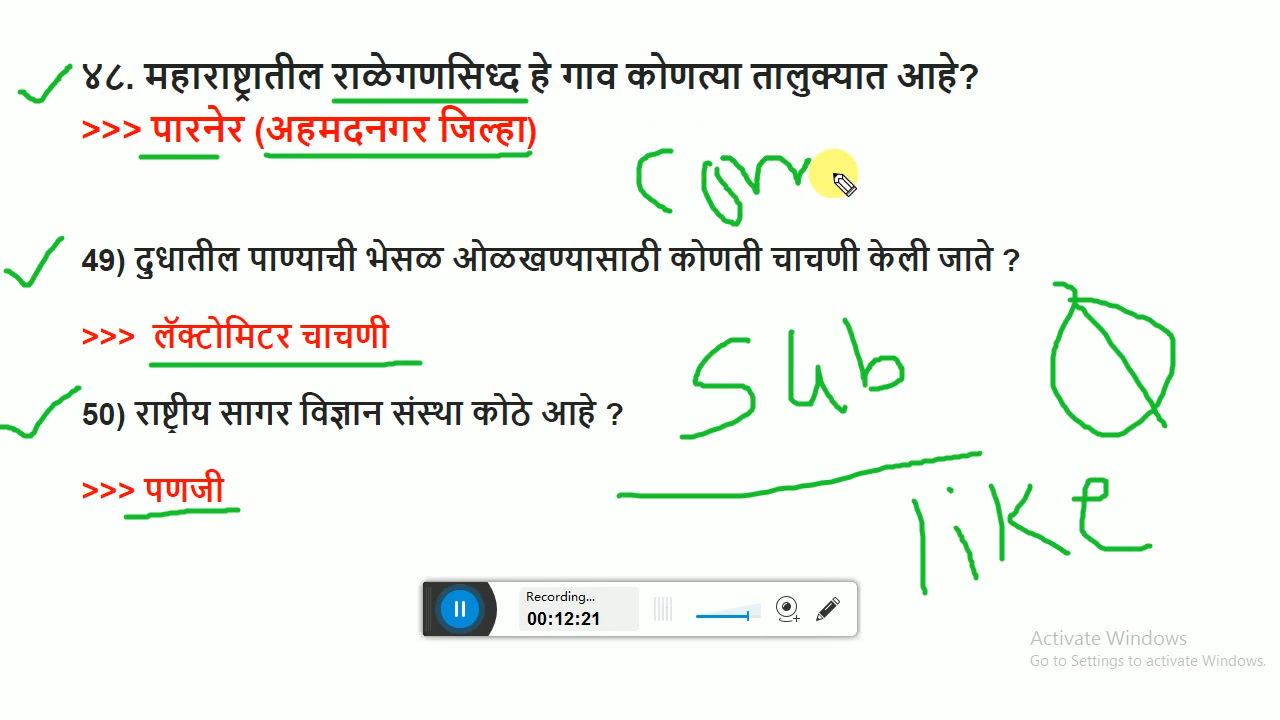 ४८. महाराष्ट्रातील राळेगणसिध्द हे गाव कोणत्या तालुक्यात आहे?
>>> पारनेर (अहमदनगर जिल्हा)
com
49) दुधातील पाण्याची भेसळ ओळखण्यासाठी कोणती चाचणी केली जाते ?
>>> लॅक्टोमिटर चाचणी
sub
50) राष्ट्रीय सागर विज्ञान संस्था कोठे आहे ?
>>> पणजी
like
Recording...
00:12:21
Activate Windows
Go to Settings to activate Windows.